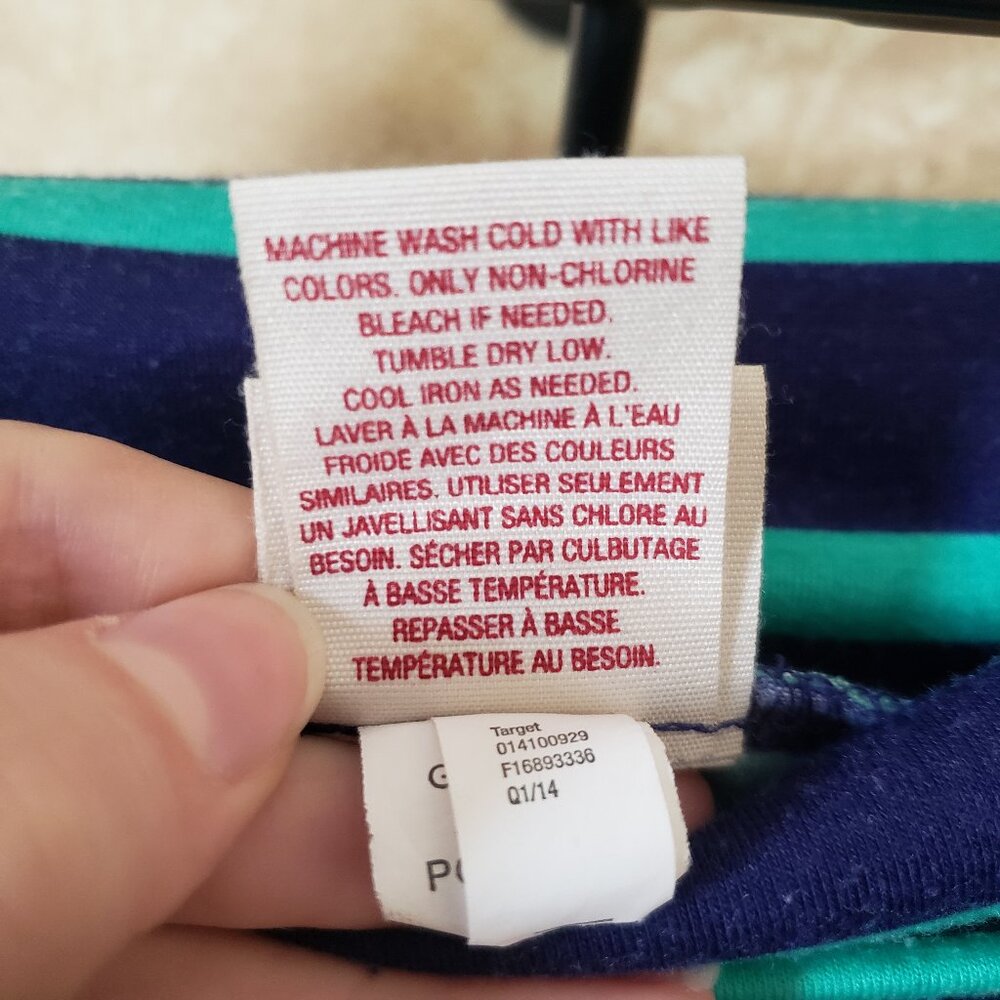 MACHINE WASH COLD WITH LIKE
COLORS. ONLY NON-CHLORINE
BLEACH IF NEEDED.
TUMBLE DRY LOW.
COOL IRON AS NEEDED.
LAVER À LA MACHINE À L'EAU
FROIDE AVEC DES COULEURS
SIMILAIRES. UTILISER SEULEMENT
UN JAVELLISANT SANS CHLORE AU
BESOIN. SÉCHER PAR CULBUTAGE
À BASSE TEMPÉRATURE.
REPASSER À BASSE
TEMPÉRATURE AU BESOIN.
Target
014100929
F16893336
Q1/14